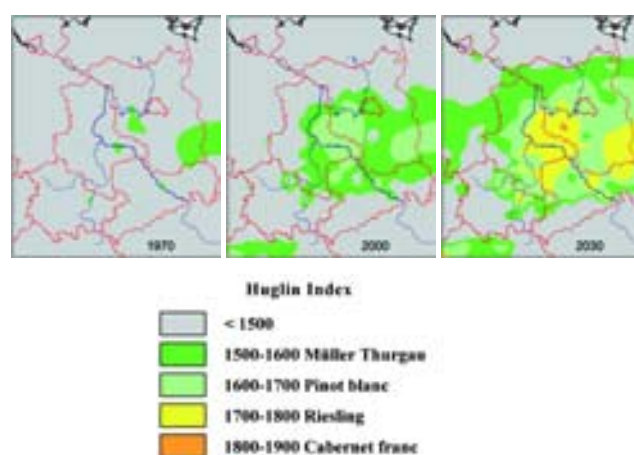 1970
2000
2030
Huglin Index
< 1500
1500-1600 Müller Thurgau
1600-1700 Pinot blanc
1700-1800 Riesling
1800-1900 Cabernet franc